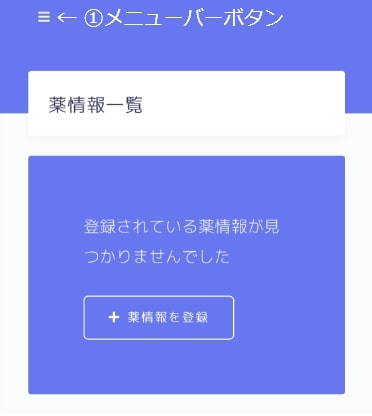 ≡ ← ①メニューバーボタン
薬情報一覧
登録されている薬情報が見
つかりませんでした
+ 薬情報を登録